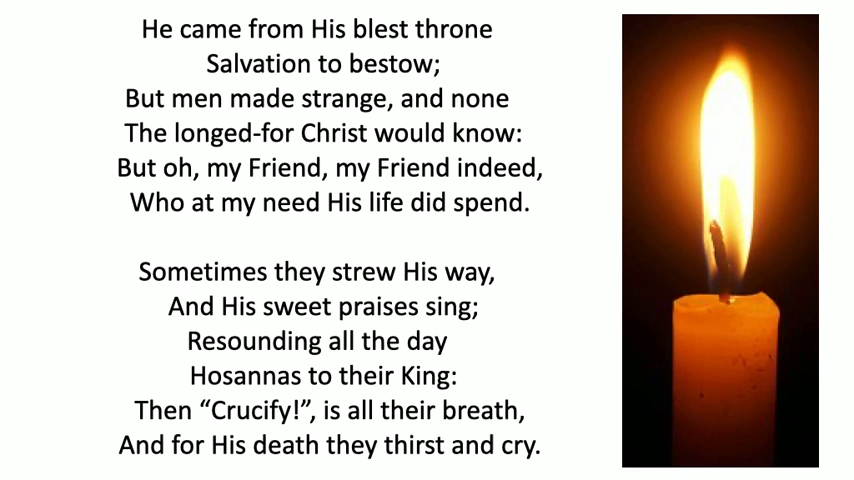 He came from His blest throne
Salvation to bestow;
But men made strange, and none
The longed-for Christ would know:
But oh, my Friend, my Friend indeed,
Who at my need His life did spend.
Sometimes they strew His way,
And His sweet praises sing;
Resounding all the day
Hosannas to their King:
Then “Crucify!”, is all their breath,
And for His death they thirst and cry.